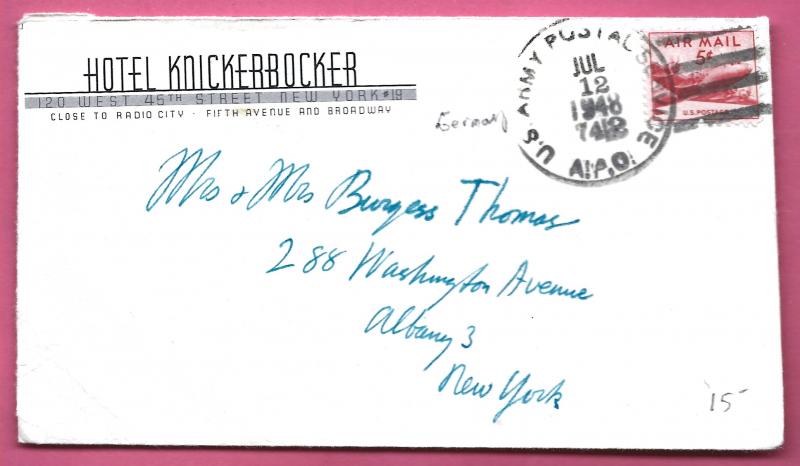 HOTEL KNICKERBOCKER
120 WEST 45TH STREET NEW YORK #19
CLOSE TO RADIO CITY · FIFTH AVENUE AND BROADWAY
Germany
U.S. ARMY POSTAL SERVICE
JUL
12
1948
A.P.O.
AIR MAIL
5¢
U.S. POSTAGE
Mrs & Mrs Burgess Thomas
288 Washington Avenue
Albany 3
New York
15-